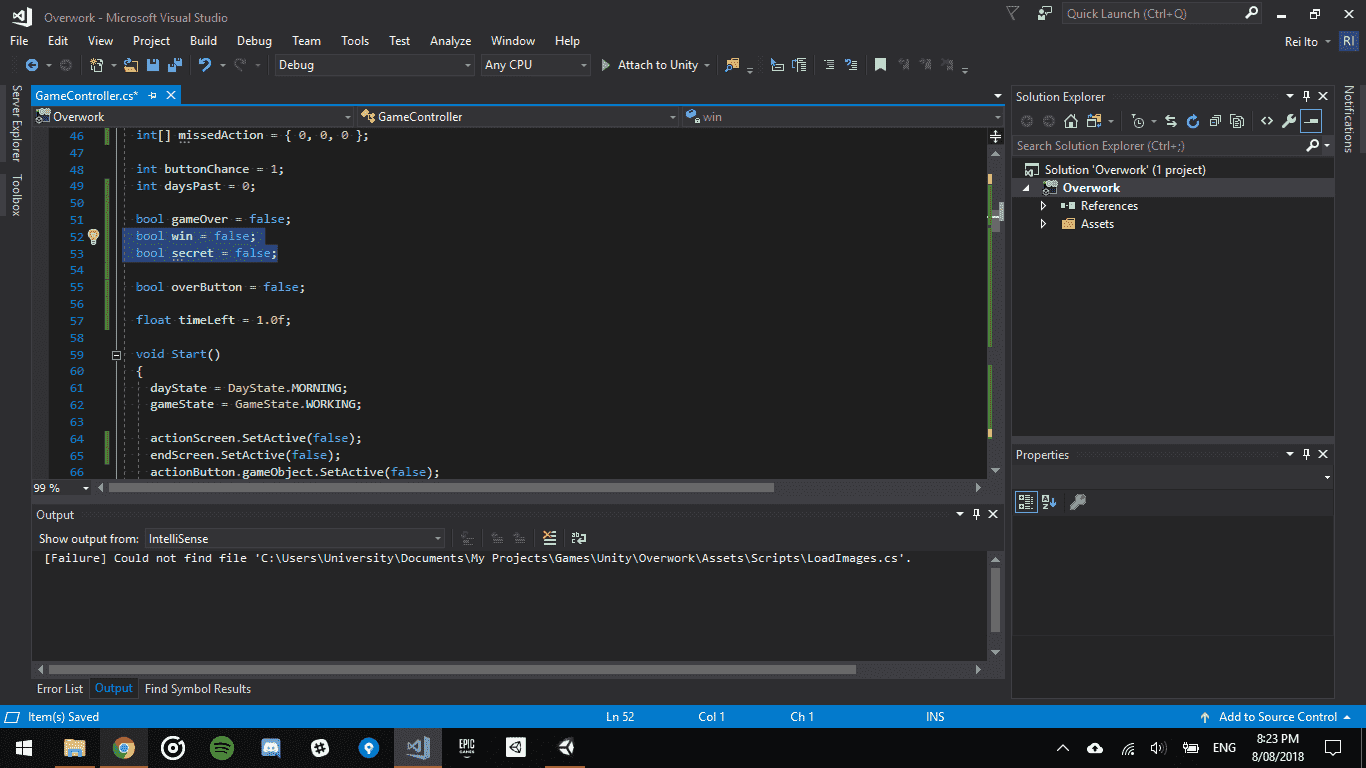 Overwork - Microsoft Visual Studio
Quick Launch (Ctrl+Q)
File Edit View Project Build Debug Team Tools Test Analyze Window Help
Rei Ito RI
Debug Any CPU Attach to Unity
Server Explorer
Toolbox
GameController.cs*
Overwork GameController win
46 int[] missedAction = { 0, 0, 0 };
47
48 int buttonChance = 1;
49 int daysPast = 0;
50
51 bool gameOver = false;
52 bool win = false;
53 bool secret = false;
54
55 bool overButton = false;
56
57 float timeLeft = 1.0f;
58
59 void Start()
60 {
61 dayState = DayState.MORNING;
62 gameState = GameState.WORKING;
63
64 actionScreen.SetActive(false);
65 endScreen.SetActive(false);
66 actionButton.gameObject.SetActive(false);
99 %
Output
Show output from: IntelliSense
[Failure] Could not find file 'C:\Users\University\Documents\My Projects\Games\Unity\Overwork\Assets\Scripts\LoadImages.cs'.
Error List Output Find Symbol Results
Solution Explorer
Search Solution Explorer (Ctrl+;)
Solution 'Overwork' (1 project)
Overwork
References
Assets
Properties
Notifications
Item(s) Saved Ln 52 Col 1 Ch 1 INS Add to Source Control
EPIC
GAMES
ENG
8:23 PM
8/08/2018